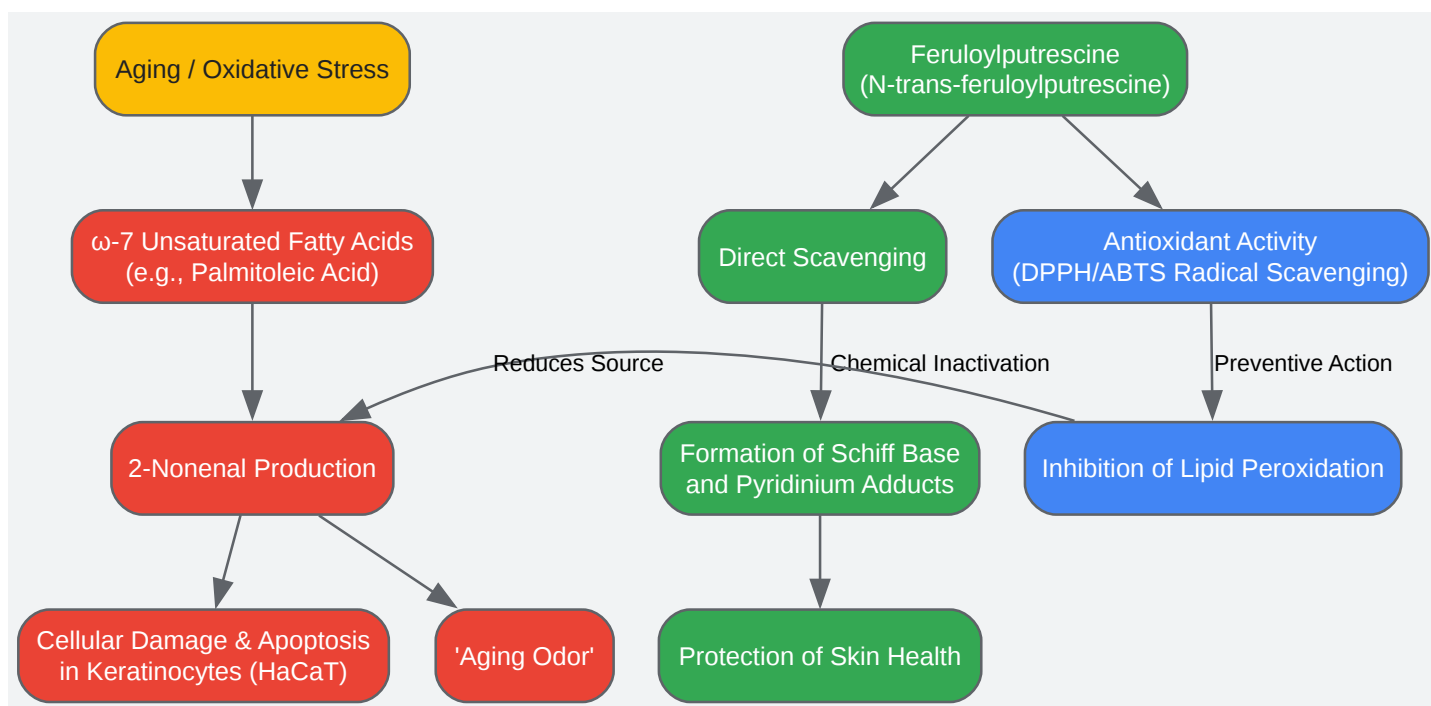 Aging / Oxidative Stress
Feruloylputrescine
(N-trans-feruloylputrescine)
ω-7 Unsaturated Fatty Acids
(e.g., Palmitoleic Acid)
Direct Scavenging
Antioxidant Activity
(DPPH/ABTS Radical Scavenging)
Reduces Source
Chemical Inactivation
Preventive Action
2-Nonenal Production
Formation of Schiff Base
and Pyridinium Adducts
Inhibition of Lipid Peroxidation
Cellular Damage & Apoptosis
in Keratinocytes (HaCaT)
'Aging Odor'
Protection of Skin Health